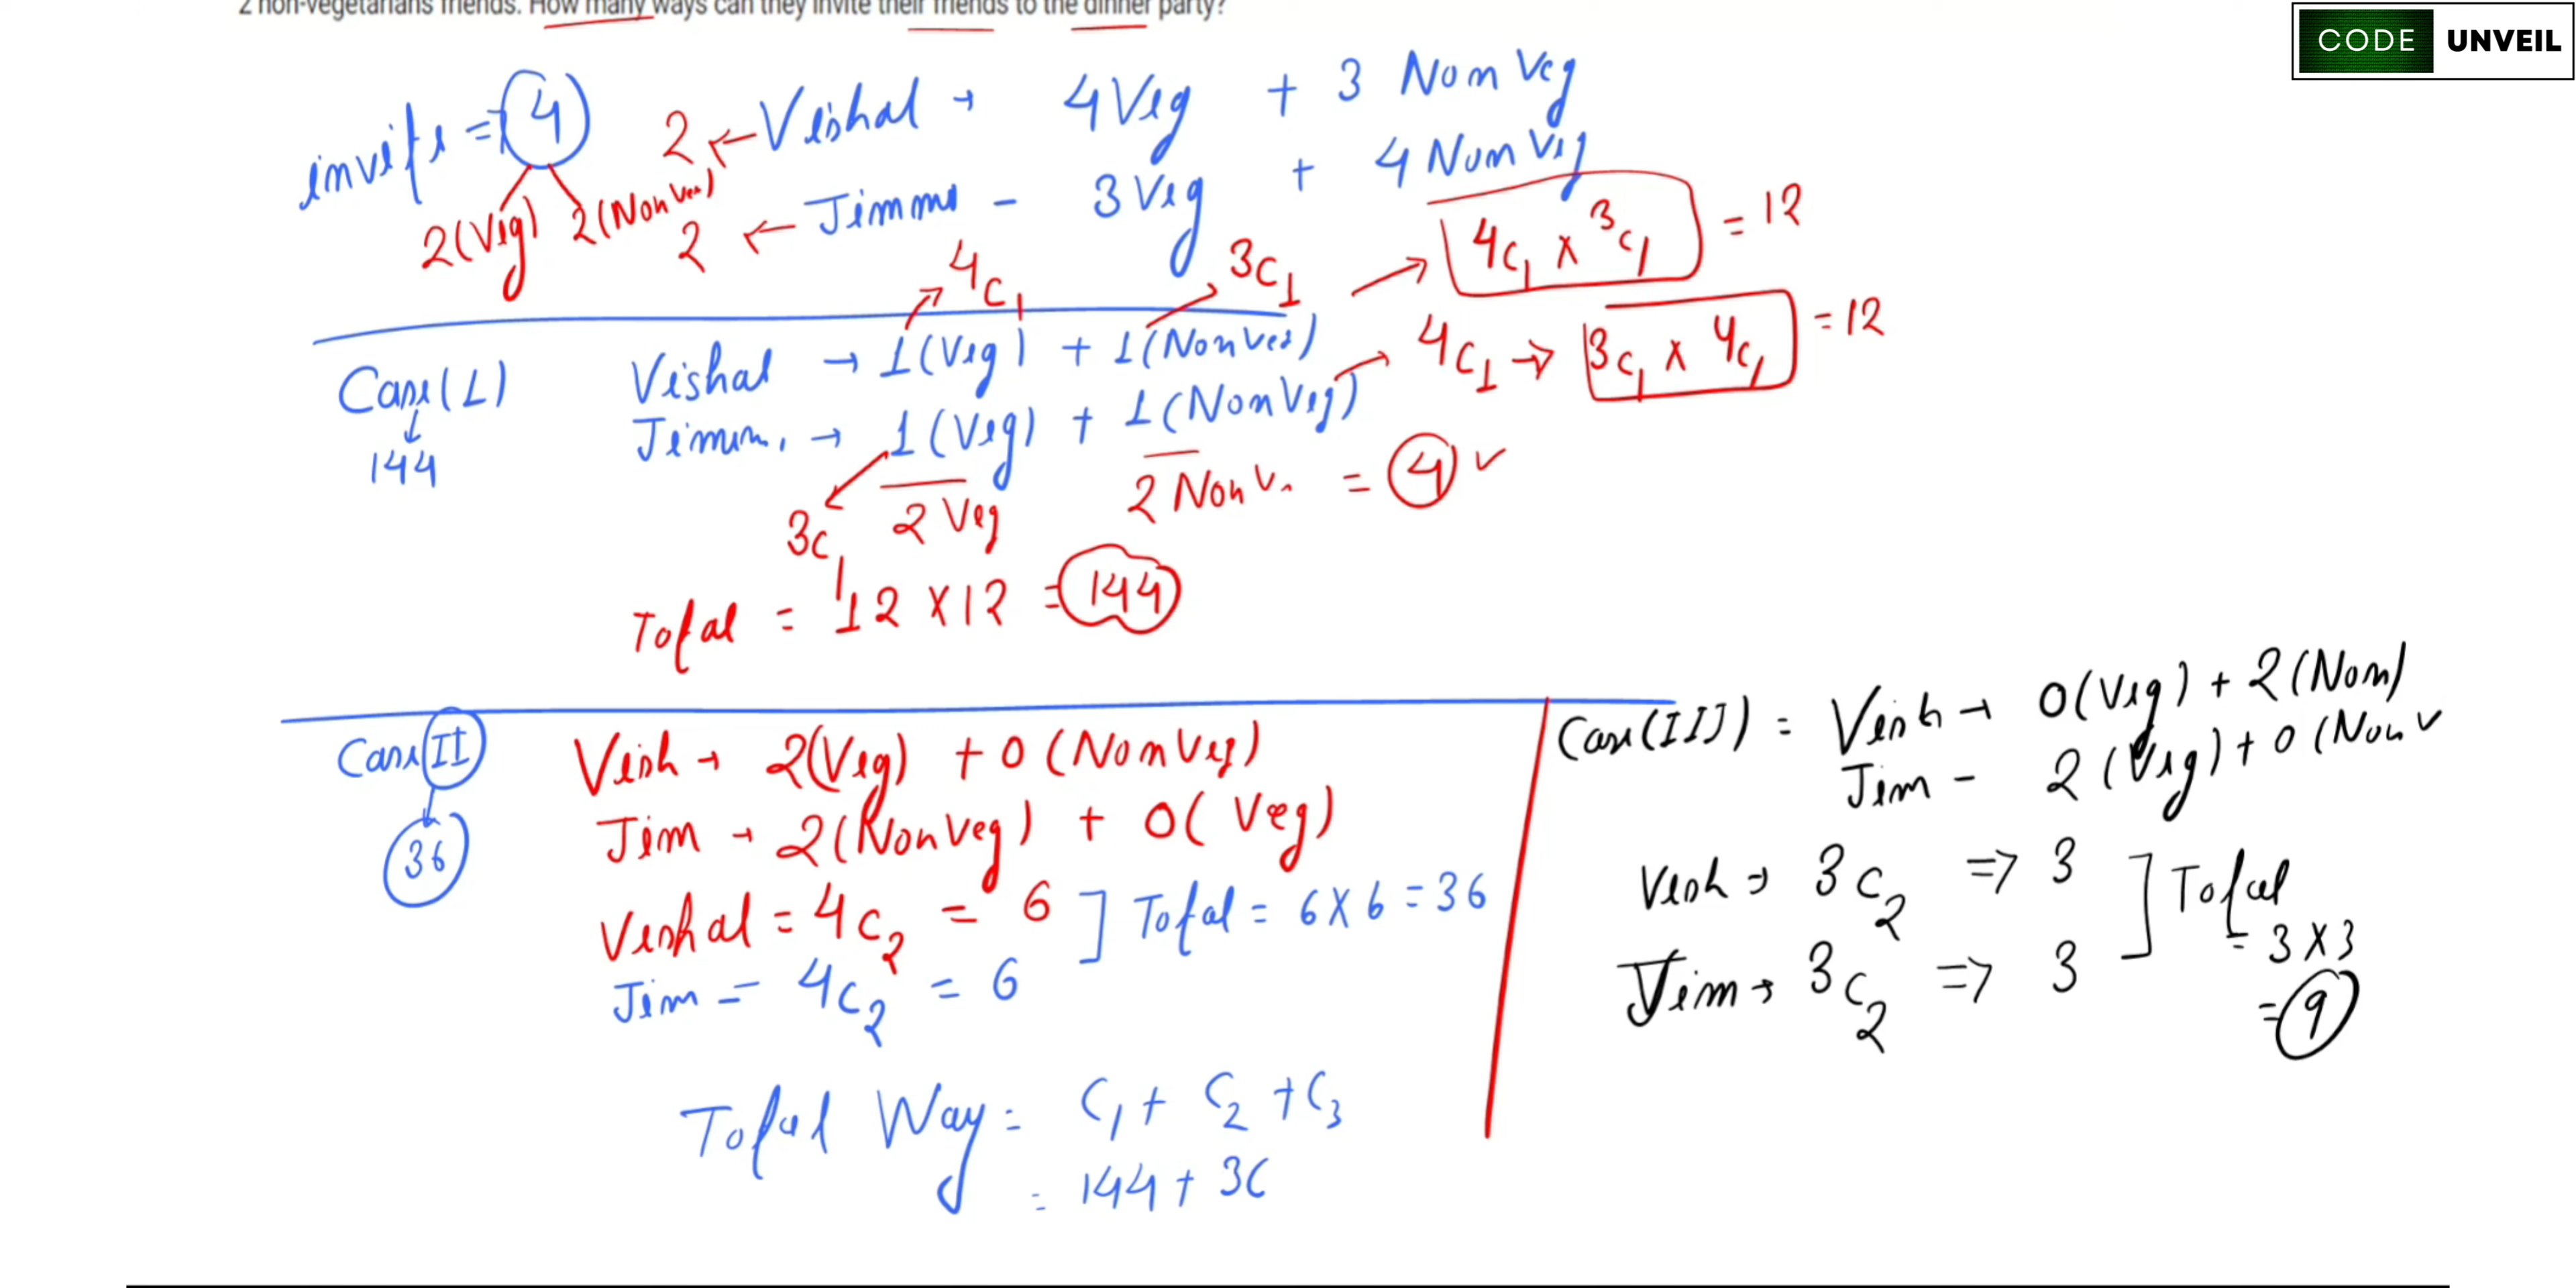 2 non-vegetarians friends. How many ways can they invite their friends to the dinner party?
CODE UNVEIL
invite = 4
2 (Veg) 2 (Non Veg)
2 ← Vishal → 4 Veg + 3 Non Veg
2 ← Jimmi - 3 Veg + 4 Non Veg
4c1 3c1 → 4c1 x 3c1 = 12
Case (1) Vishal → 1 (Veg) + 1 (Non Veg)
4c1 → 3c1 x 4c1 = 12
144 Jimm. → 1 (Veg) + 1 (Non Veg)
3c1 2 Veg 2 Non V. = 4 ✓
Total = 12 X 12 = 144
Case II Vish → 2 (Veg) + 0 (Non Veg)
36 Jim → 2 (Non Veg) + 0 (Veg)
Vishal = 4c2 = 6 ] Total = 6 X 6 = 36
Jim - 4c2 = 6
Case (III) = Vish → 0 (Veg) + 2 (Non)
Jim - 2 (Veg) + 0 (Non V
Vish → 3c2 => 3 ] Total
Jim → 3c2 => 3 = 3 X 3
= 9
Total Way = C1 + C2 + C3
= 144 + 36